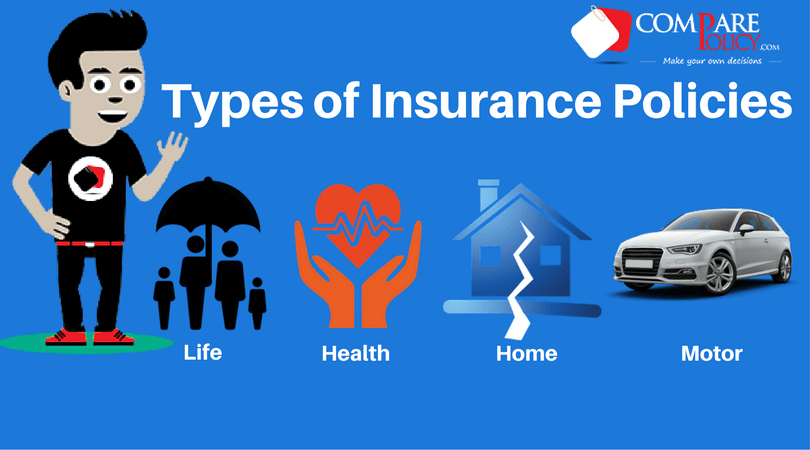 COMPARE
POLICY.COM
Make your own decisions
Types of Insurance Policies
Life
Health
Home
Motor